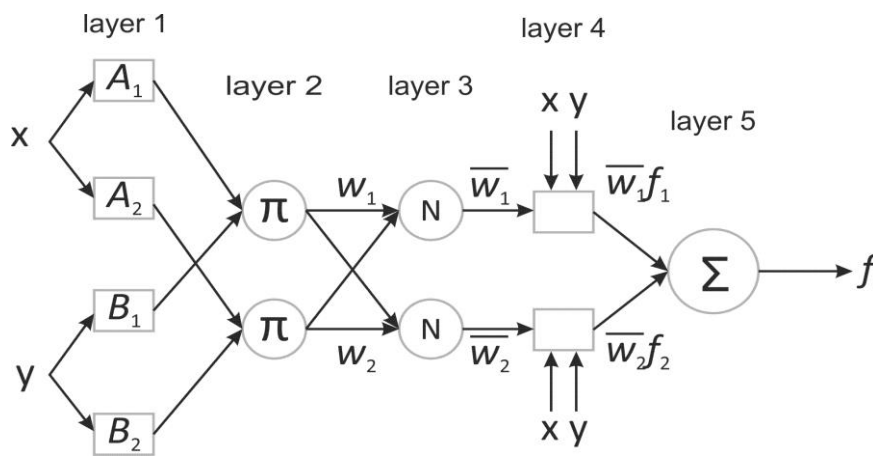 layer 1
layer 2
layer 3
layer 4
layer 5
x
y
A₁
A₂
B₁
B₂
π
π
w₁
w₂
N
N
w̅₁
w̅₂
x y
x y
w̅₁f₁
w̅₂f₂
Σ
f